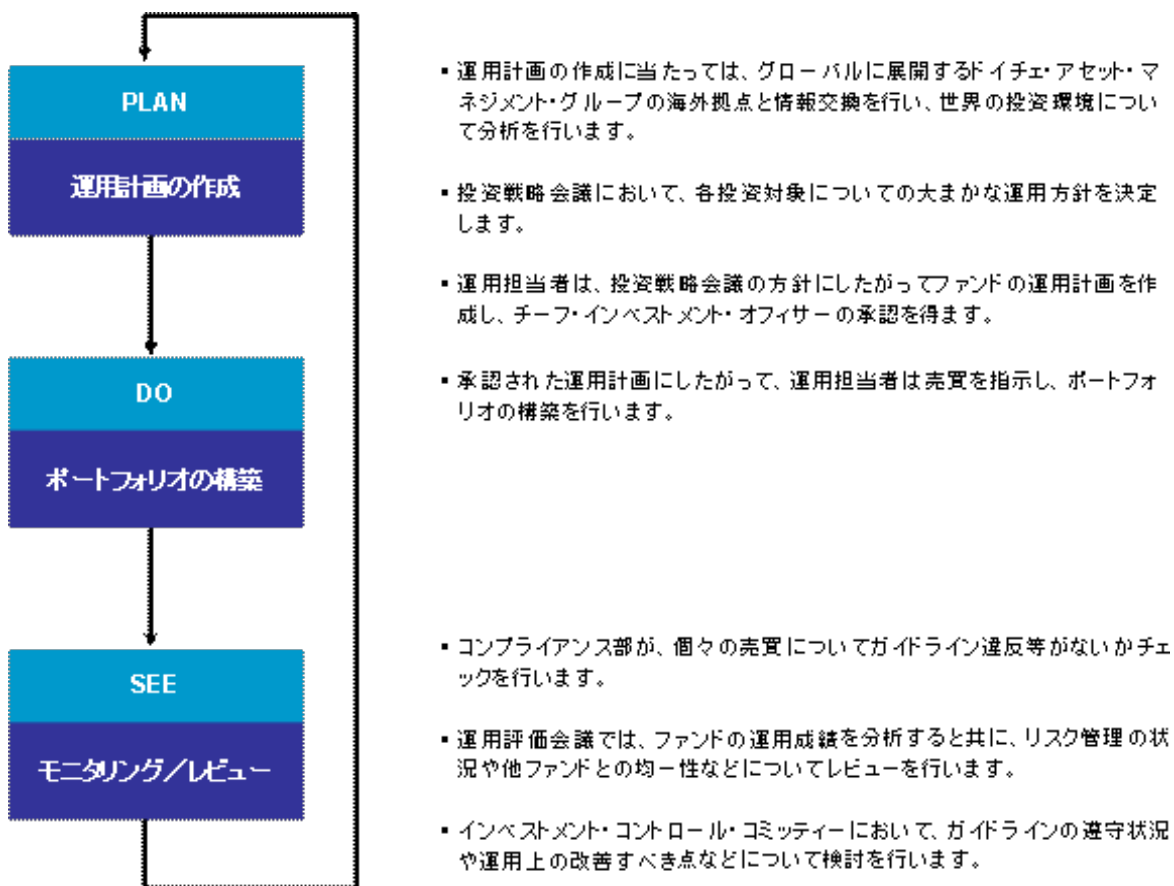 PLAN
運用計画の作成
▪ 運用計画の作成に当たっては、グローバルに展開するドイチェ・アセット・マ
ネジメント・グループの海外拠点と情報交換を行い、世界の投資環境につい
て分析を行います。
▪ 投資戦略会議において、各投資対象についての大まかな運用方針を決定
します。
▪ 運用担当者は、投資戦略会議の方針にしたがってファンドの運用計画を作
成し、チーフ・インベストメント・オフィサーの承認を得ます。
DO
ポートフォリオの構築
▪ 承認された運用計画にしたがって、運用担当者は売買を指示し、ポートフォ
リオの構築を行います。
SEE
モニタリング／レビュー
▪ コンプライアンス部が、個々の売買についてガイドライン違反等がないかチェ
ックを行います。
▪ 運用評価会議では、ファンドの運用成績を分析すると共に、リスク管理の状
況や他ファンドとの均一性などについてレビューを行います。
▪ インベストメント・コントロール・コミッティーにおいて、ガイドラインの遵守状況
や運用上の改善すべき点などについて検討を行います。